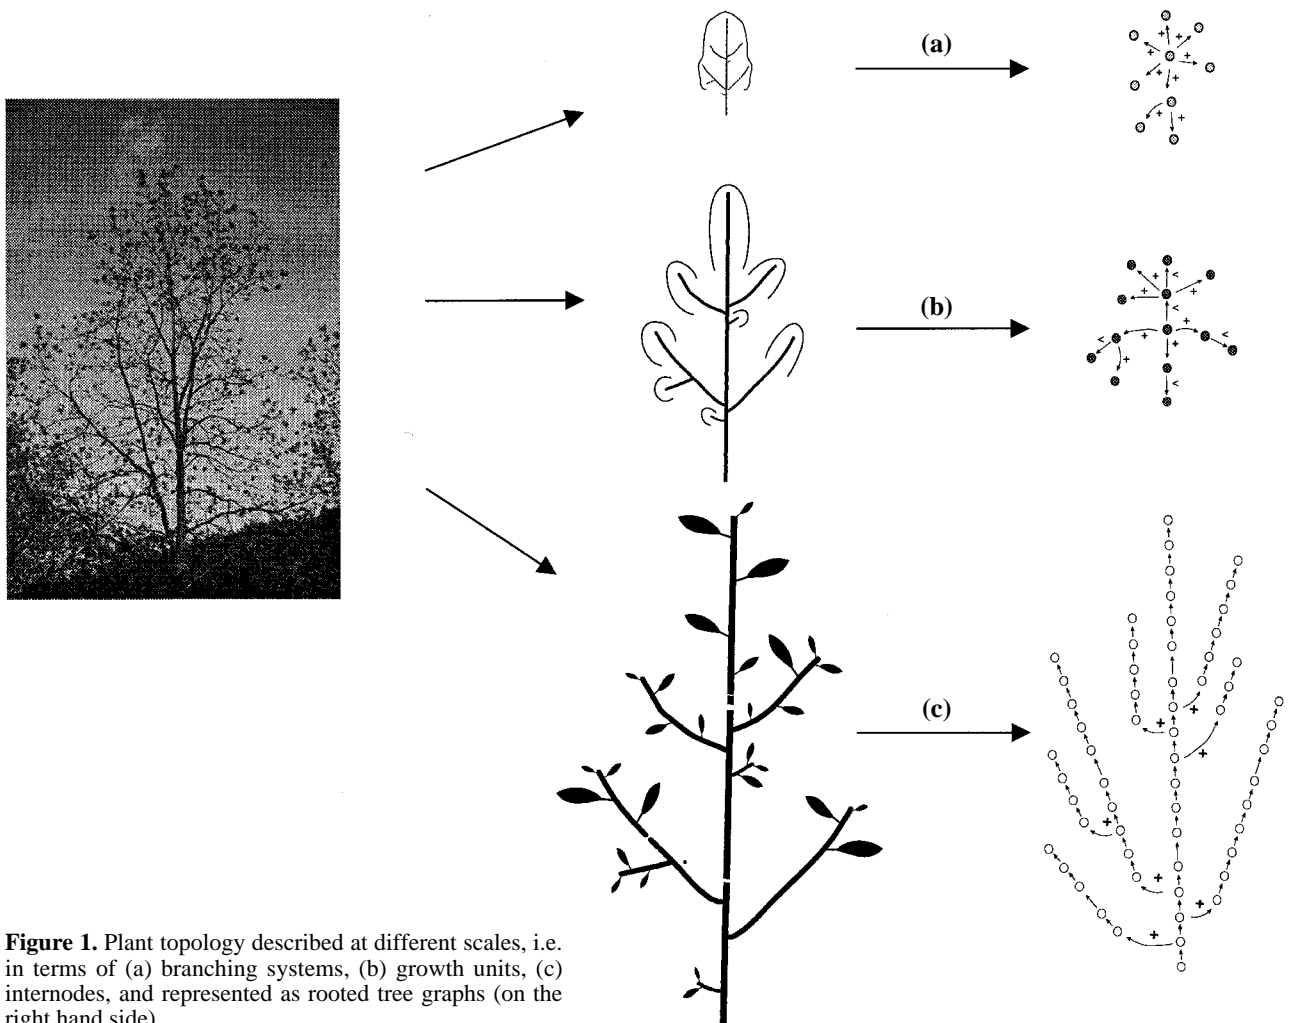 (a)
(b)
(c)
+ + + + + + + +
+ < + + < + + < + < + <
+ + + + + + + +
Figure 1. Plant topology described at different scales, i.e.
in terms of (a) branching systems, (b) growth units, (c)
internodes, and represented as rooted tree graphs (on the
right hand side)